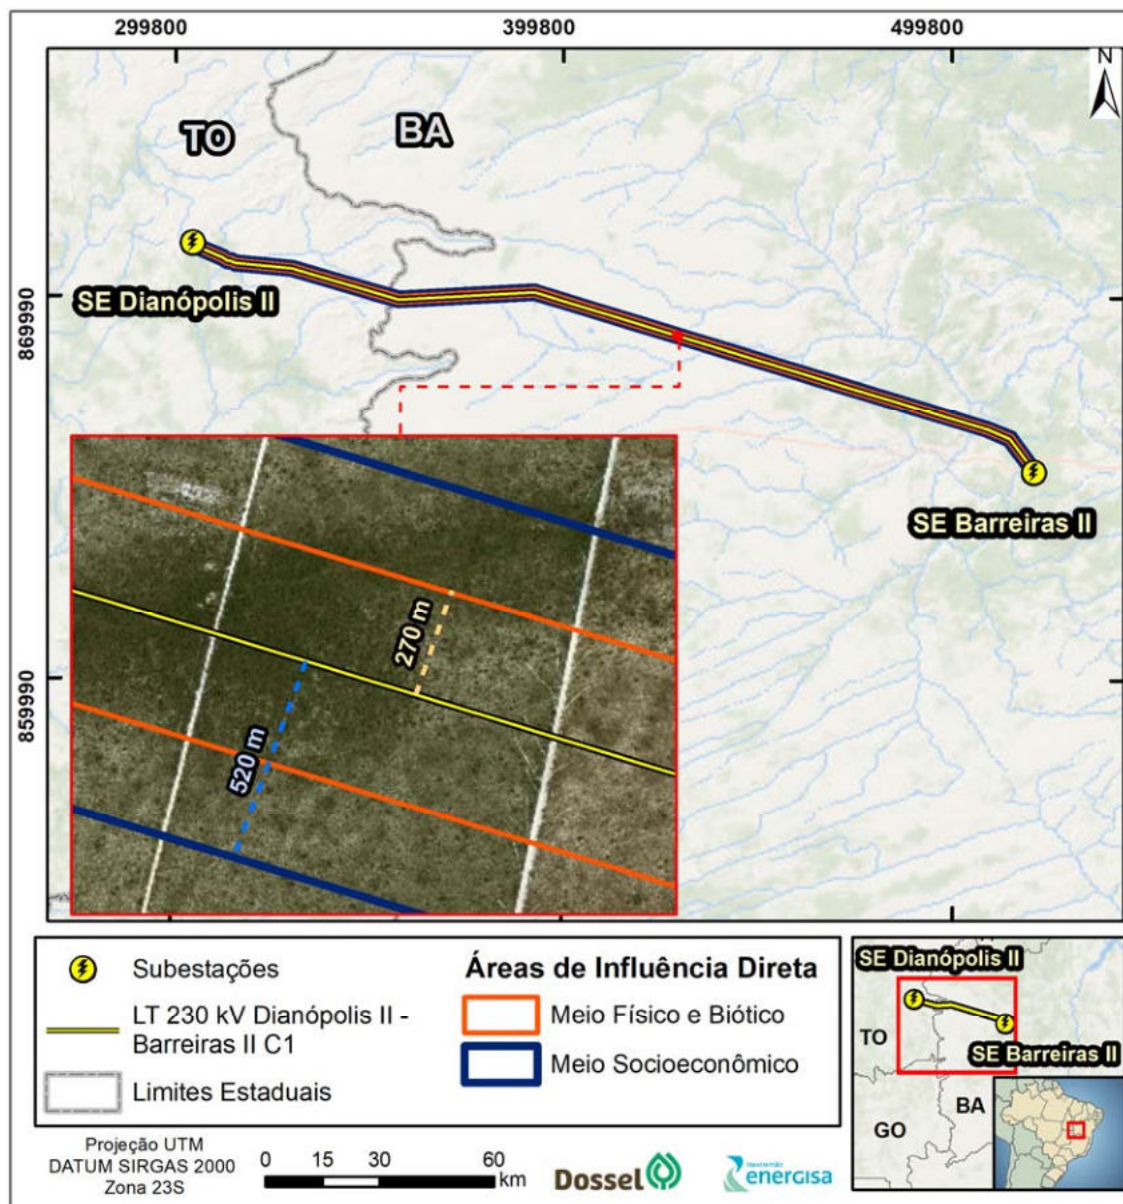 299800 399800 499800
N
TO
BA
SE Dianópolis II
869990
SE Barreiras II
270 m
859990
520 m
Subestações
LT 230 kV Dianópolis II -
Barreiras II C1
Limites Estaduais
Áreas de Influência Direta
Meio Físico e Biótico
Meio Socioeconômico
SE Dianópolis II
TO
SE Barreiras II
BA
GO
Projeção UTM
DATUM SIRGAS 2000
Zona 23S
0 15 30 60
km
Dossel
energisa